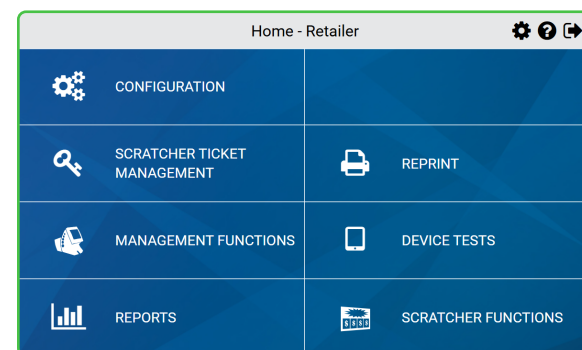 Home - Retailer
CONFIGURATION
SCRATCHER TICKET
MANAGEMENT
REPRINT
MANAGEMENT FUNCTIONS
DEVICE TESTS
REPORTS
$$$$
SCRATCHER FUNCTIONS